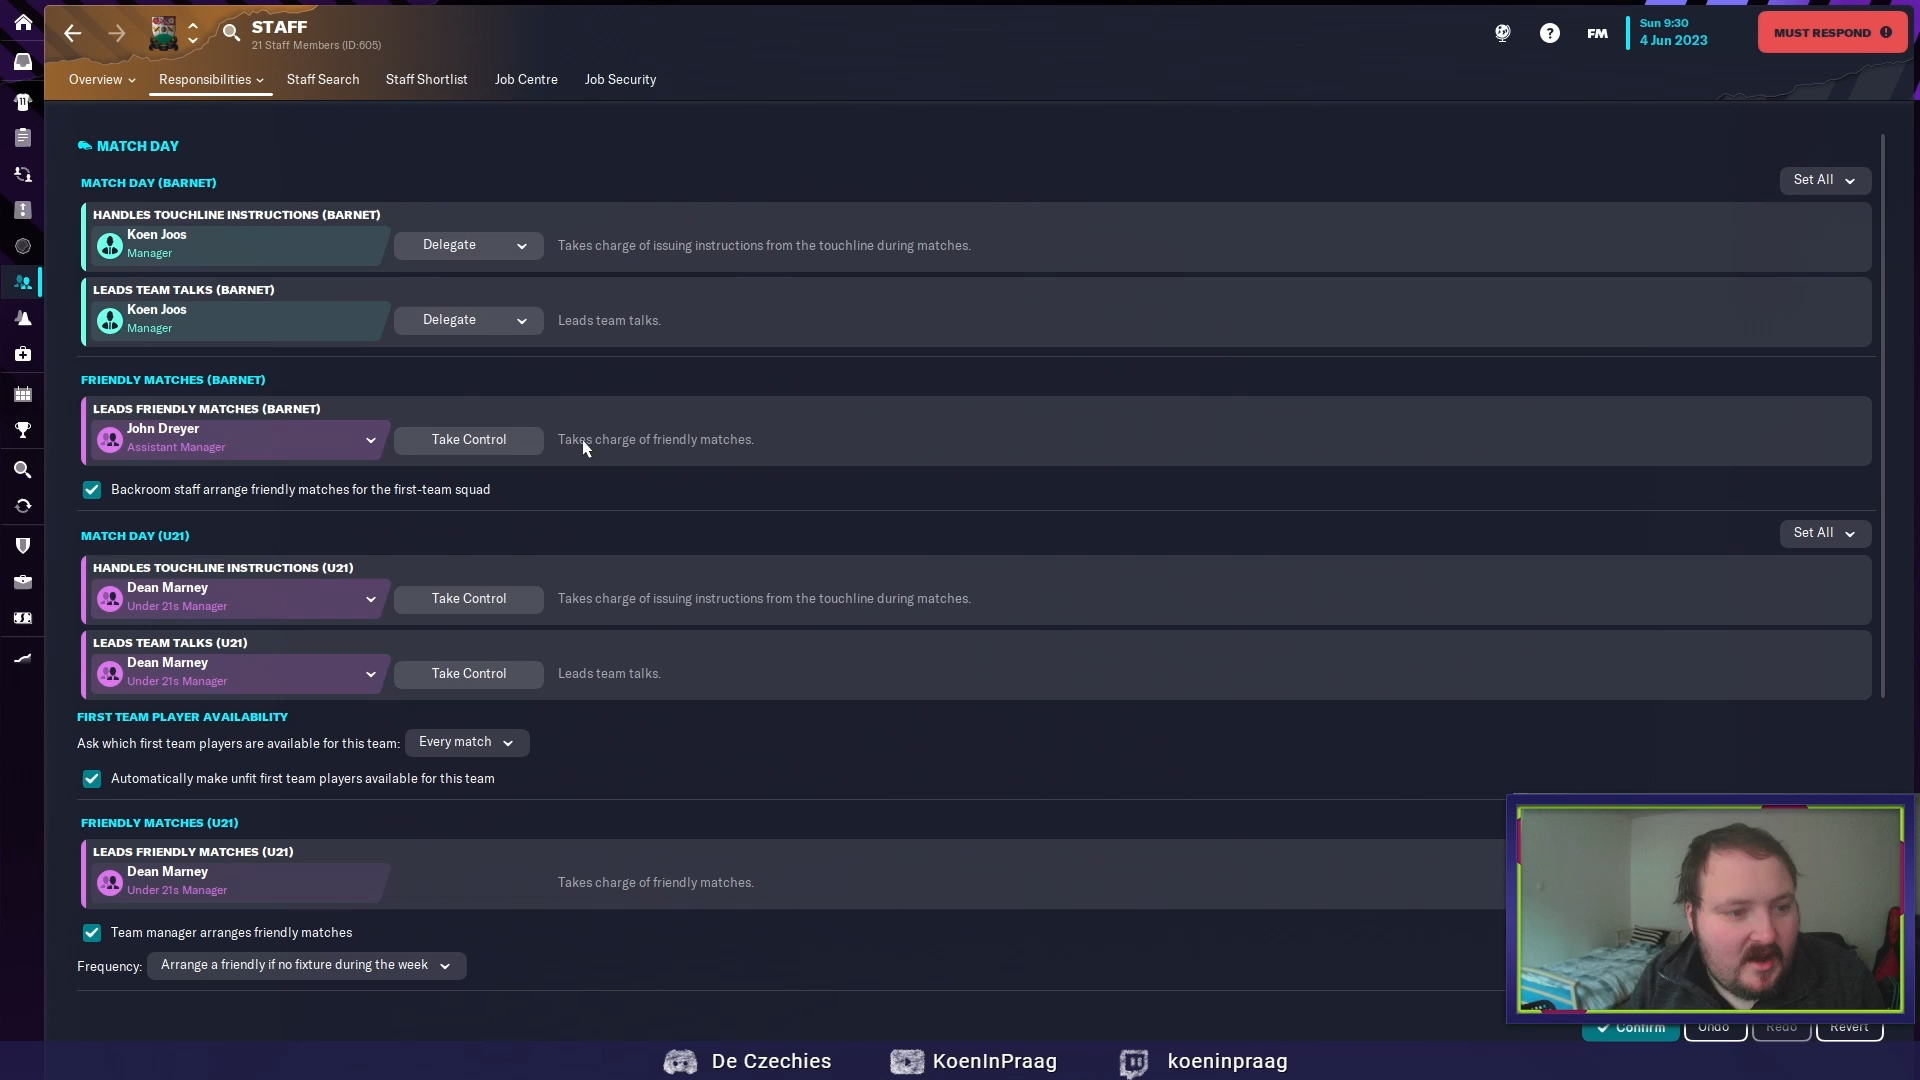 STAFF
21 Staff Members (ID:605)
FM
Sun 9:30
4 Jun 2023
MUST RESPOND
Overview
Responsibilities
Staff Search
Staff Shortlist
Job Centre
Job Security
MATCH DAY
MATCH DAY (BARNET)
Set All
HANDLES TOUCHLINE INSTRUCTIONS (BARNET)
Koen Joos
Manager
Delegate
Takes charge of issuing instructions from the touchline during matches.
LEADS TEAM TALKS (BARNET)
Koen Joos
Manager
Delegate
Leads team talks.
FRIENDLY MATCHES (BARNET)
LEADS FRIENDLY MATCHES (BARNET)
John Dreyer
Assistant Manager
Take Control
Takes charge of friendly matches.
Backroom staff arrange friendly matches for the first-team squad
MATCH DAY (U21)
Set All
HANDLES TOUCHLINE INSTRUCTIONS (U21)
Dean Marney
Under 21s Manager
Take Control
Takes charge of issuing instructions from the touchline during matches.
LEADS TEAM TALKS (U21)
Dean Marney
Under 21s Manager
Take Control
Leads team talks.
FIRST TEAM PLAYER AVAILABILITY
Ask which first team players are available for this team: Every match
Automatically make unfit first team players available for this team
FRIENDLY MATCHES (U21)
LEADS FRIENDLY MATCHES (U21)
Dean Marney
Under 21s Manager
Takes charge of friendly matches.
Team manager arranges friendly matches
Frequency: Arrange a friendly if no fixture during the week
Confirm
Undo
Redo
Revert
De Czechies
KoenInPraag
koeninpraag